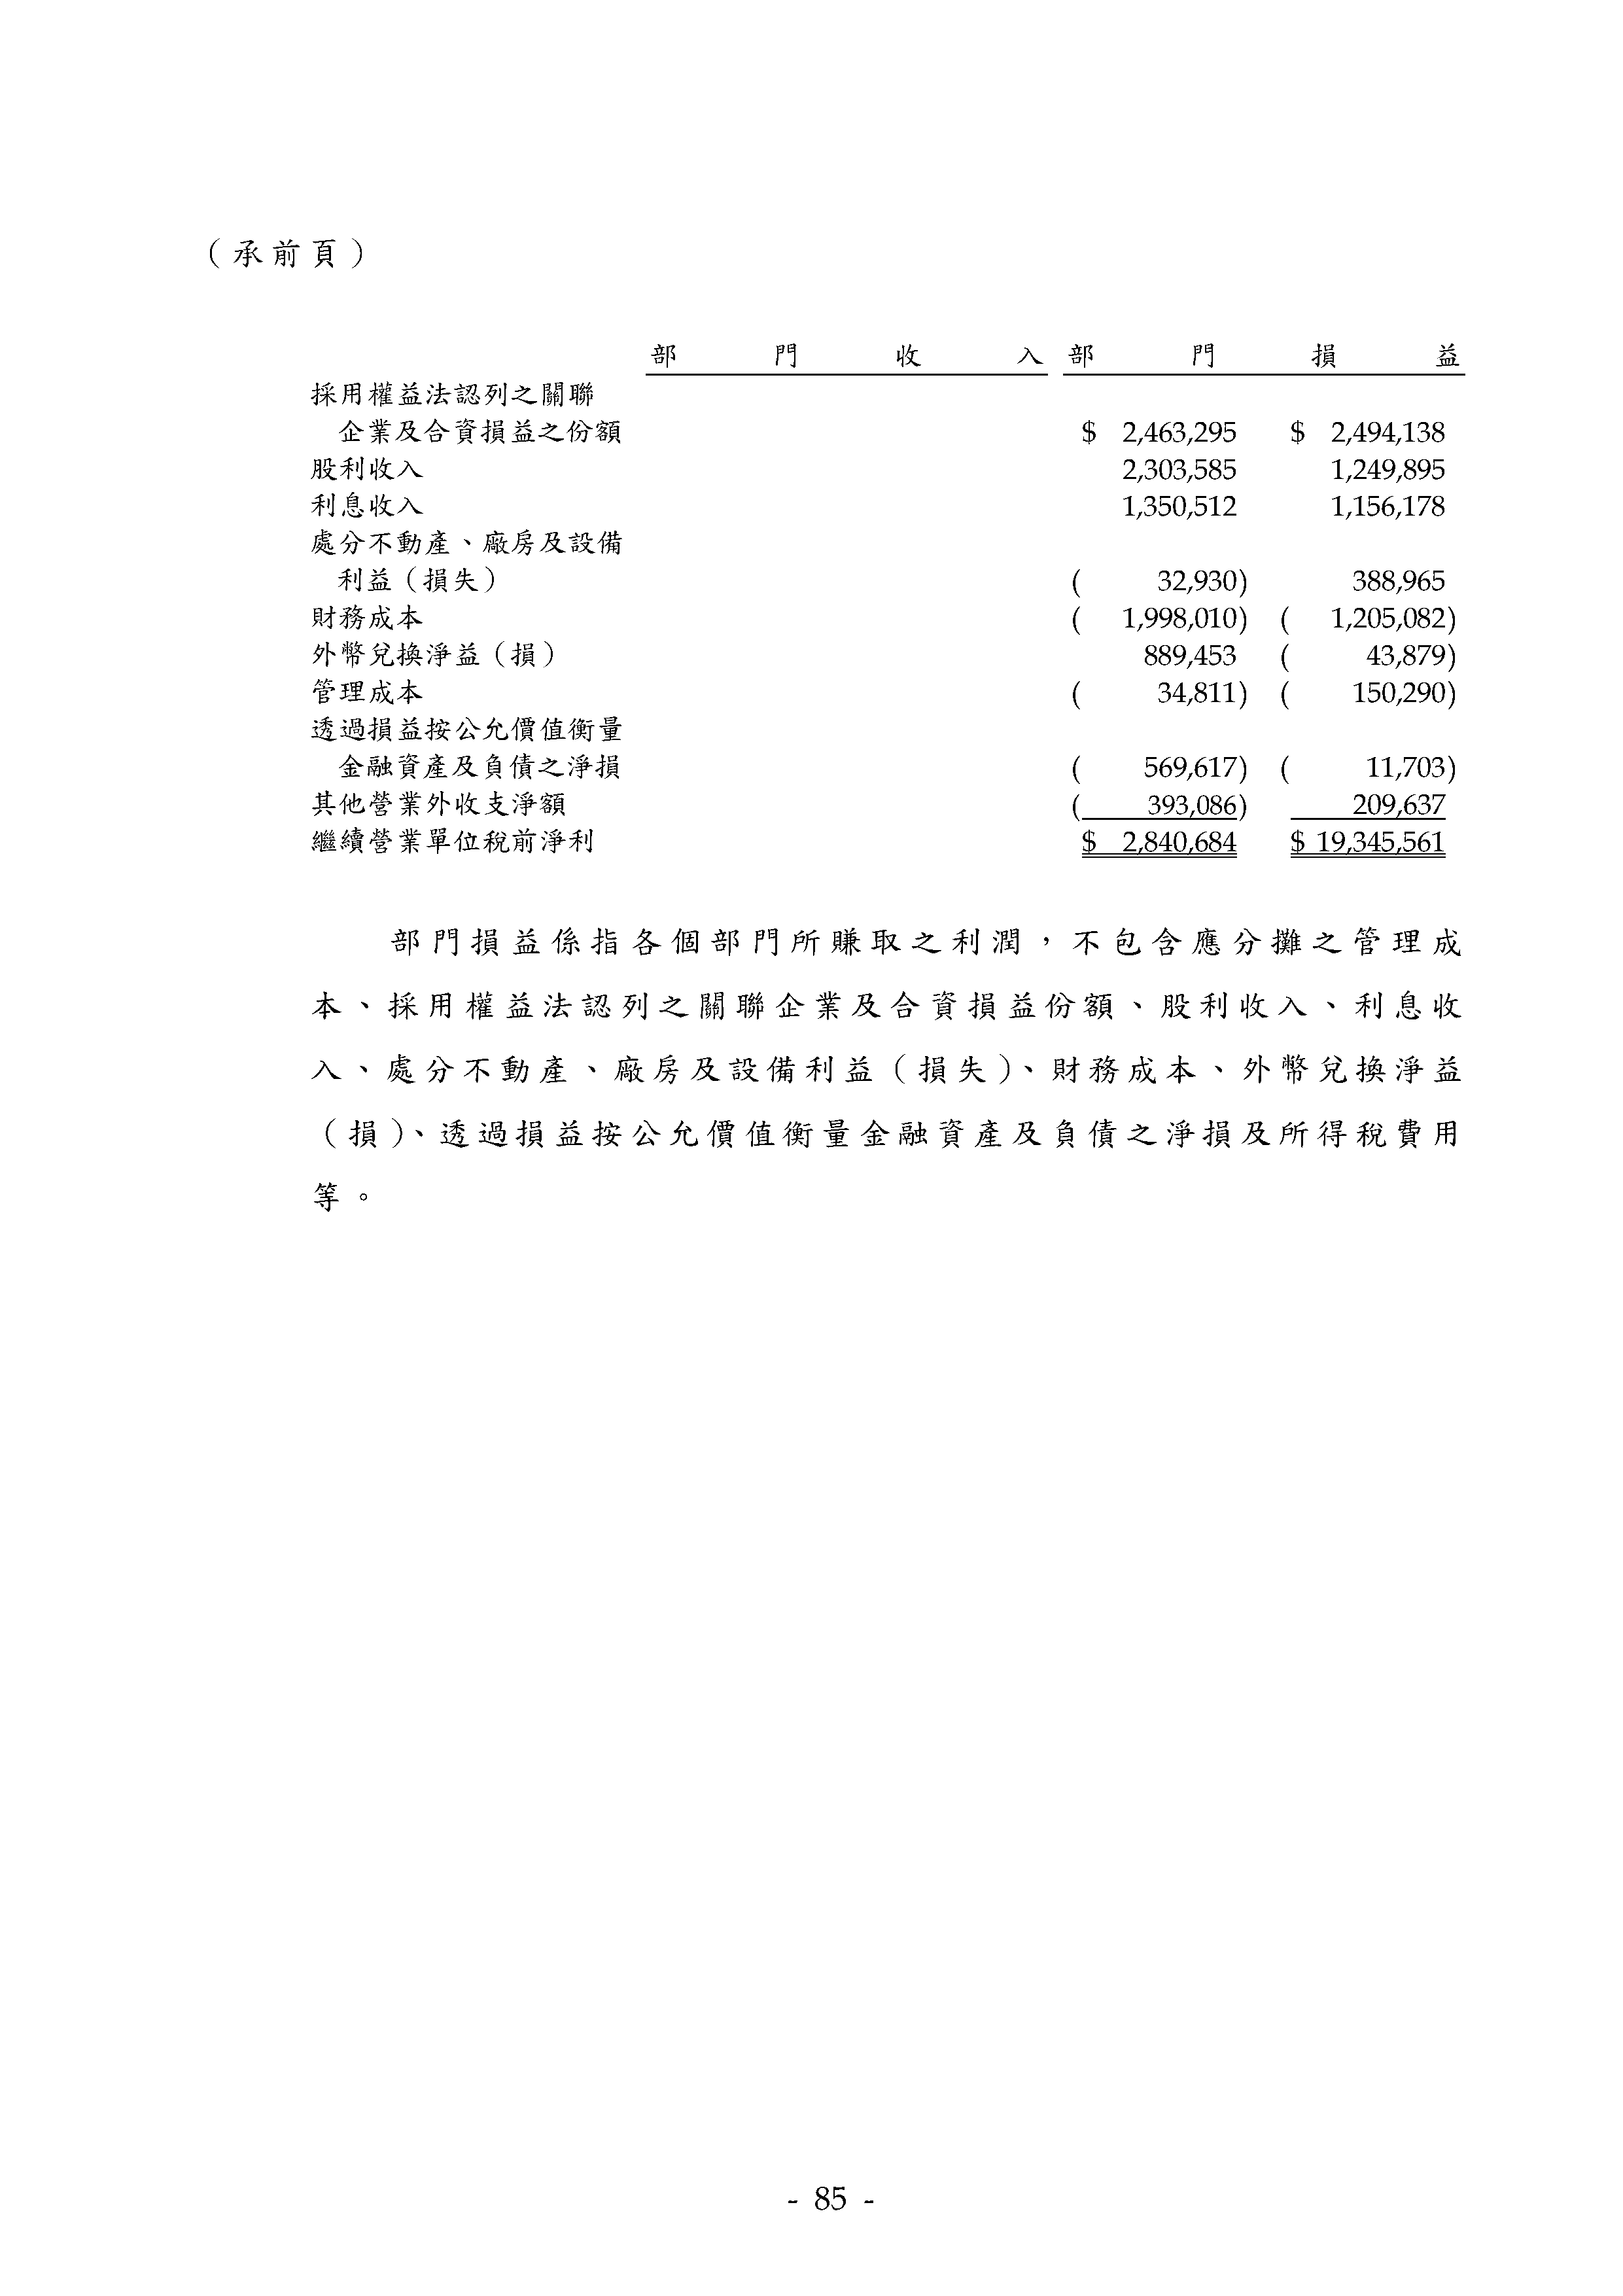 （承前頁）
部門收入 部門損益
採用權益法認列之關聯
企業及合資損益之份額 $ 2,463,295 $ 2,494,138
股利收入 2,303,585 1,249,895
利息收入 1,350,512 1,156,178
處分不動產、廠房及設備
利益（損失） ( 32,930) 388,965
財務成本 ( 1,998,010) ( 1,205,082)
外幣兌換淨益（損） 889,453 ( 43,879)
管理成本 ( 34,811) ( 150,290)
透過損益按公允價值衡量
金融資產及負債之淨損 ( 569,617) ( 11,703)
其他營業外收支淨額 ( 393,086) 209,637
繼續營業單位稅前淨利 $ 2,840,684 $ 19,345,561
部門損益係指各個部門所賺取之利潤，不包含應分攤之管理成
本、採用權益法認列之關聯企業及合資損益份額、股利收入、利息收
入、處分不動產、廠房及設備利益（損失）、財務成本、外幣兌換淨益
（損）、透過損益按公允價值衡量金融資產及負債之淨損及所得稅費用
等。
- 85 -